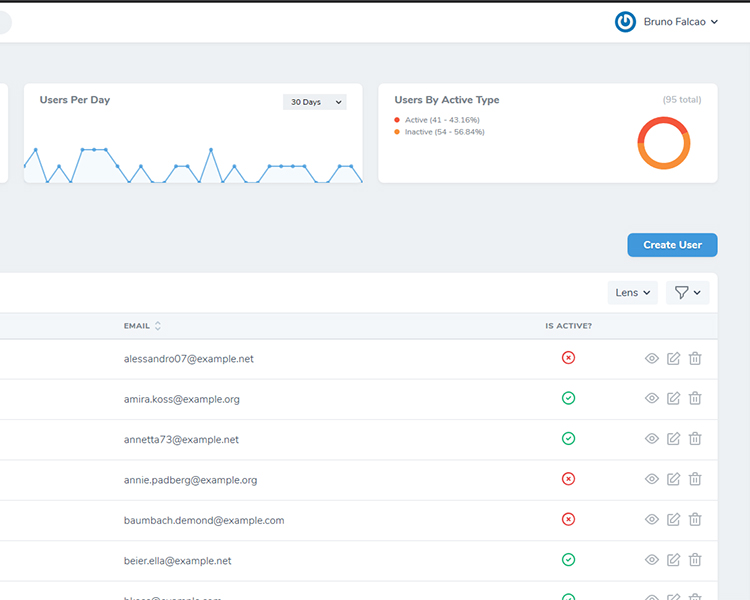 Bruno Falcao
Users Per Day
30 Days
Users By Active Type
(95 total)
Active (41 - 43.16%)
Inactive (54 - 56.84%)
Create User
Lens
EMAIL
IS ACTIVE?
alessandro07@example.net
amira.koss@example.org
annetta73@example.net
annie.padberg@example.org
baumbach.demond@example.com
beier.ella@example.net